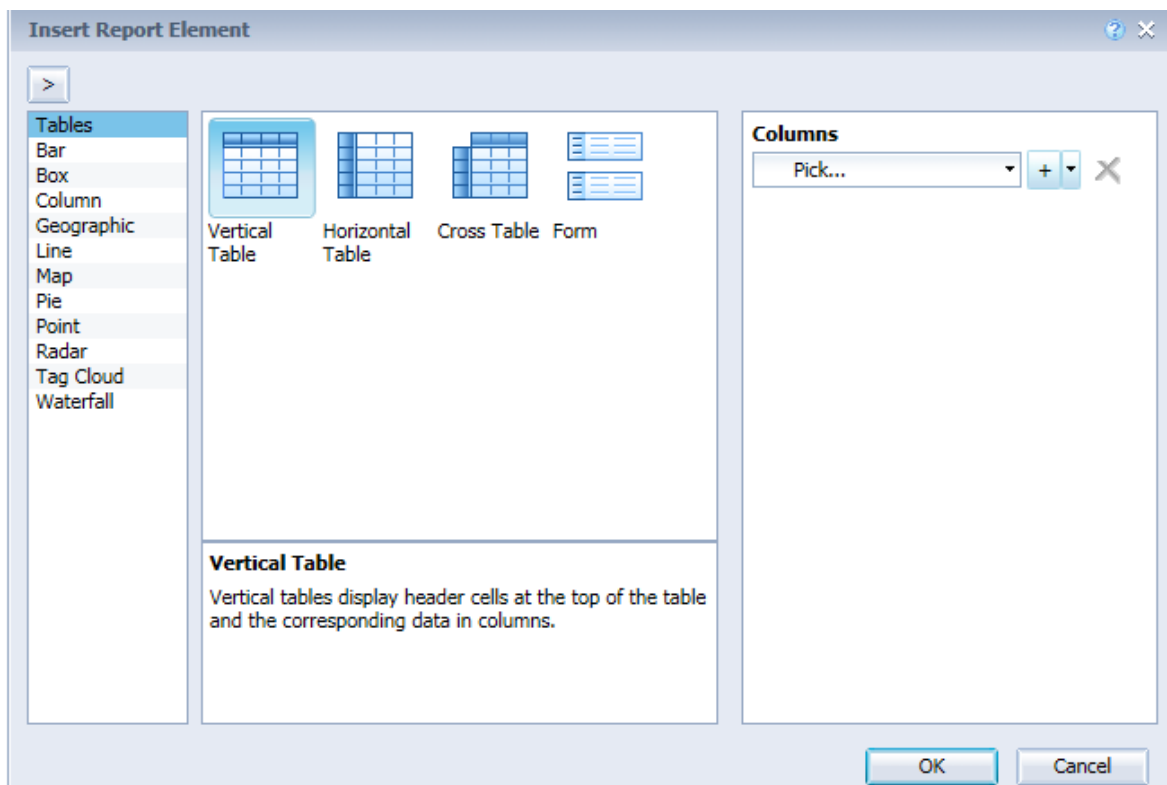 Insert Report Element
>
Tables
Bar
Box
Column
Geographic
Line
Map
Pie
Point
Radar
Tag Cloud
Waterfall
Vertical
Table
Horizontal
Table
Cross Table
Form
Vertical Table
Vertical tables display header cells at the top of the table
and the corresponding data in columns.
Columns
Pick...
+
OK
Cancel